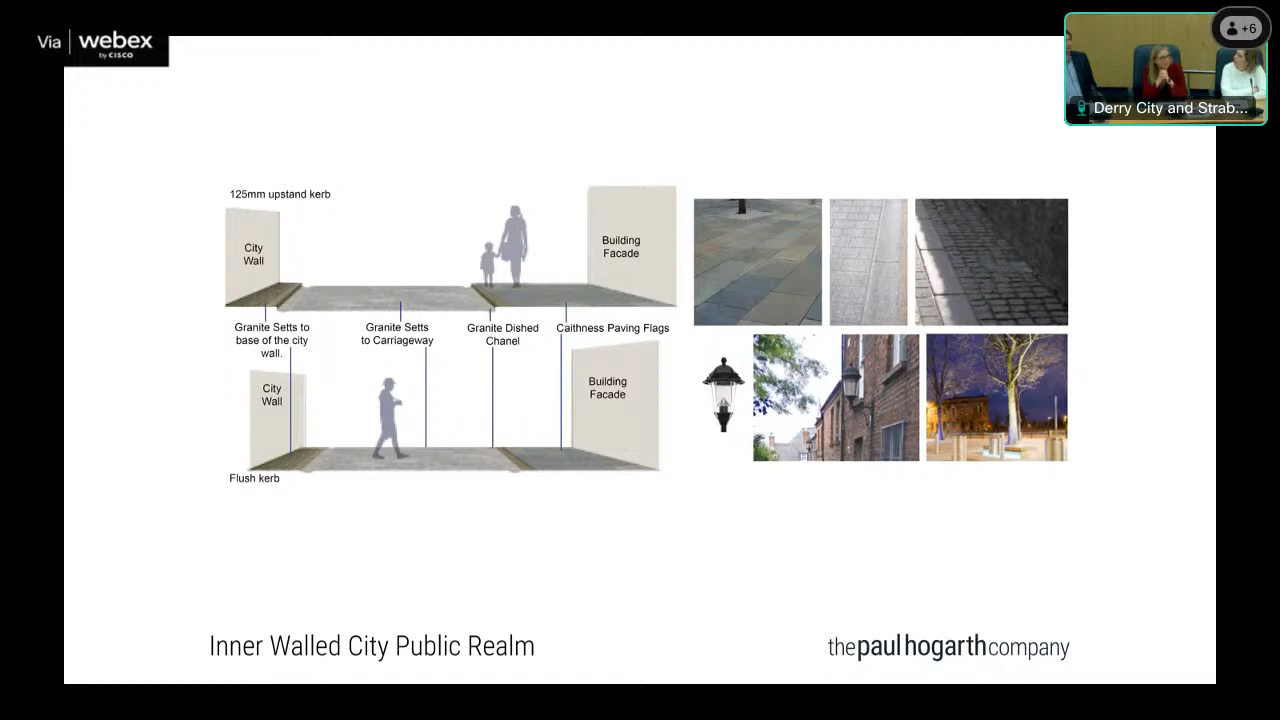 Via webex
by CISCO
+6
Derry City and Strab...
125mm upstand kerb
City
Wall
Building
Facade
Granite Setts to
base of the city
wall.
Granite Setts
to Carriageway
Granite Dished
Chanel
Caithness Paving Flags
City
Wall
Building
Facade
Flush kerb
Inner Walled City Public Realm
thepaulhogarthcompany